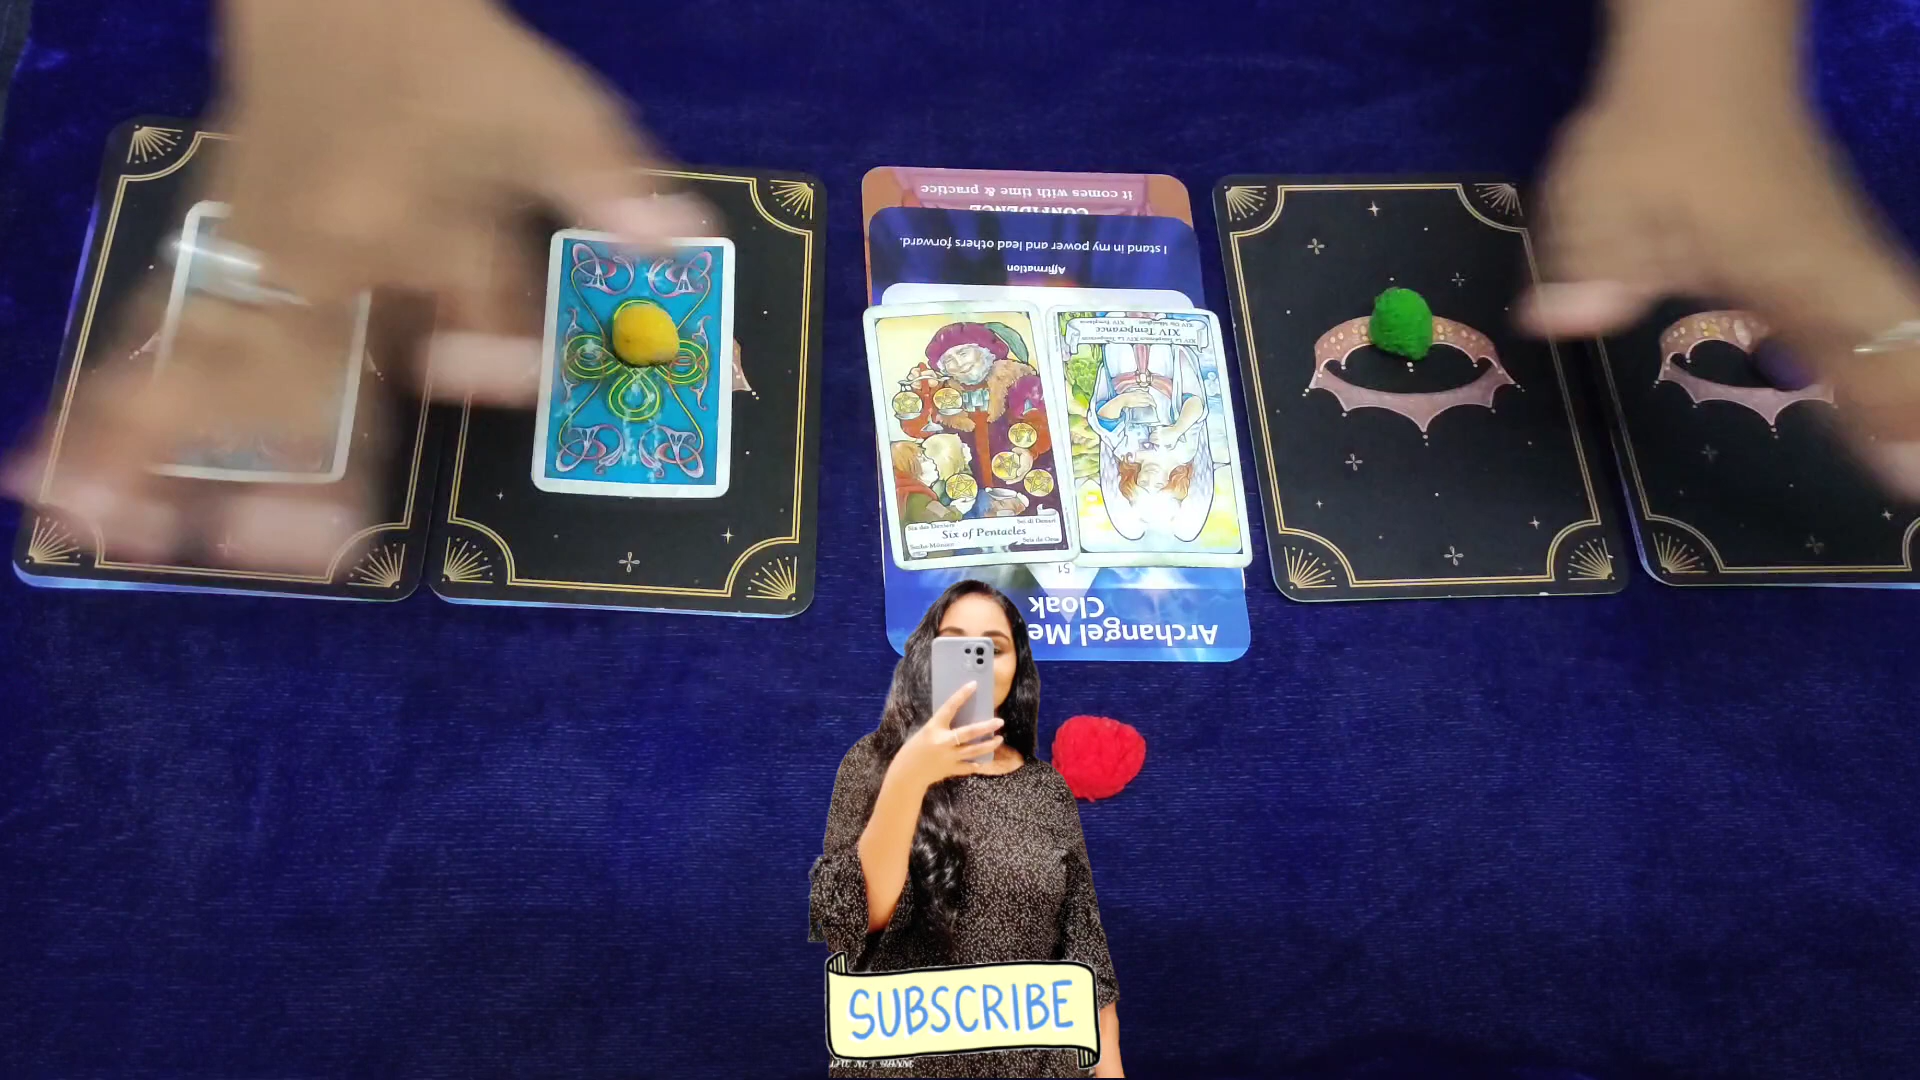 it comes with time & practice
CONFIDENCE
I stand in my power and lead others forward.
Affirmation
XIV Temperance
Six of Pentacles
51
Archangel Me
Cloak
SUBSCRIBE